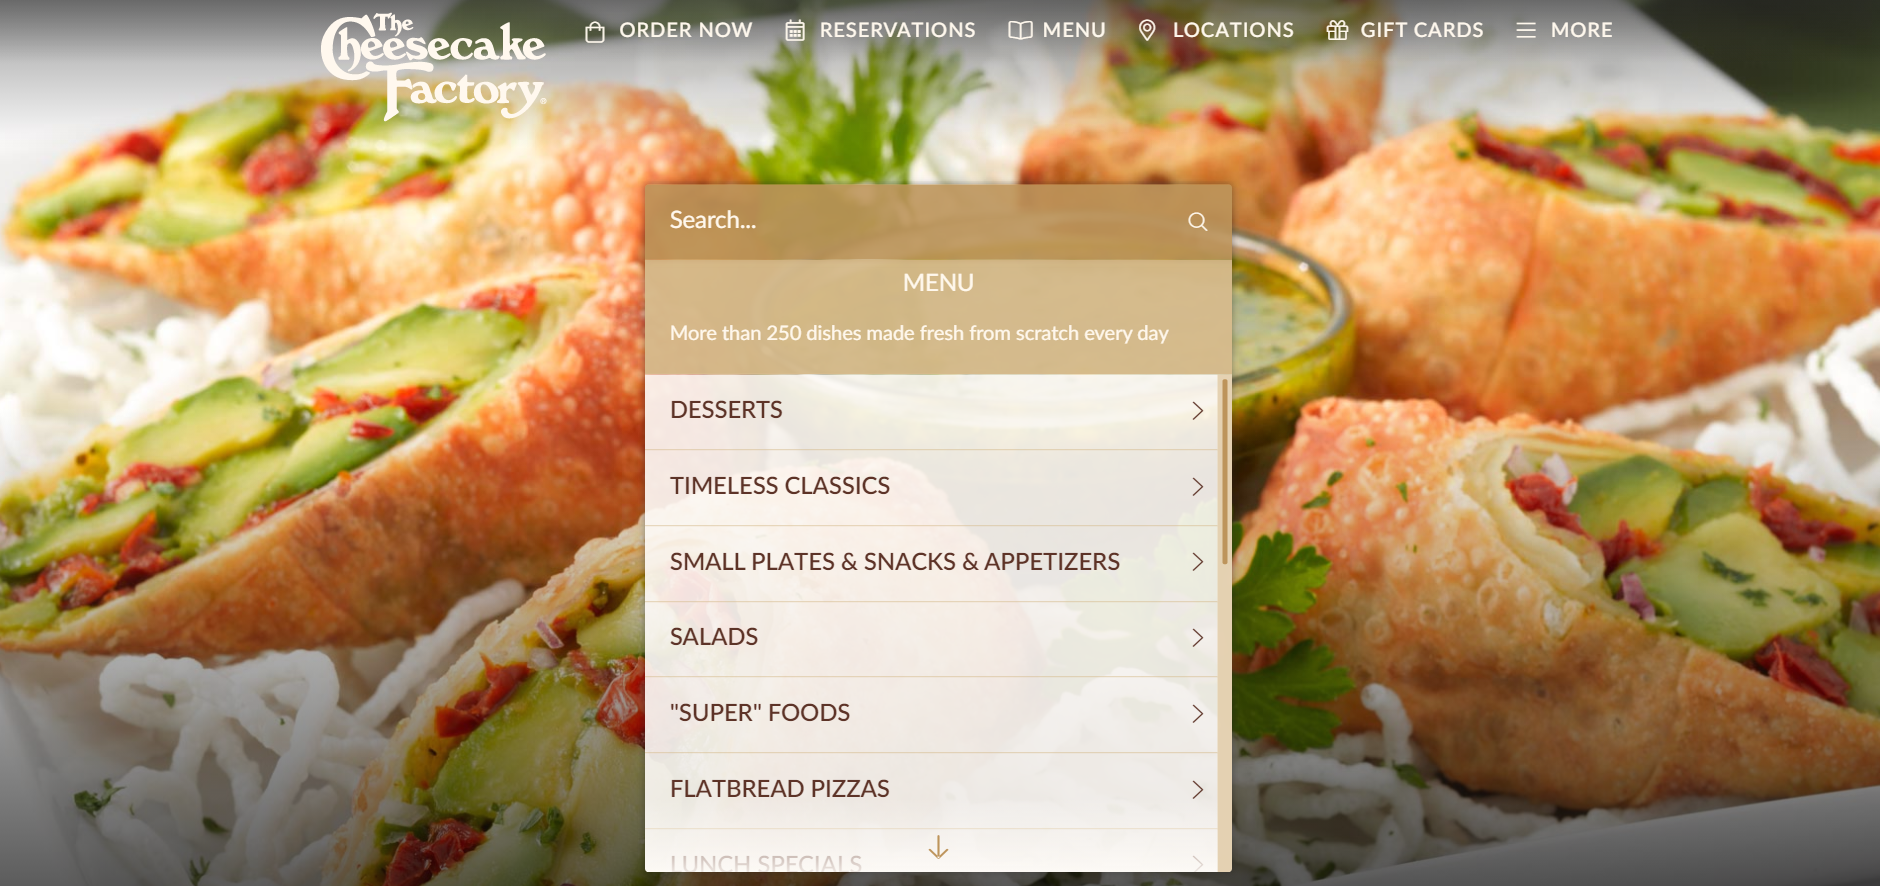 The
Cheesecake
Factory®
ORDER NOW
RESERVATIONS
MENU
LOCATIONS
GIFT CARDS
MORE
Search...
MENU
More than 250 dishes made fresh from scratch every day
DESSERTS
TIMELESS CLASSICS
SMALL PLATES & SNACKS & APPETIZERS
SALADS
"SUPER" FOODS
FLATBREAD PIZZAS
LUNCH SPECIALS